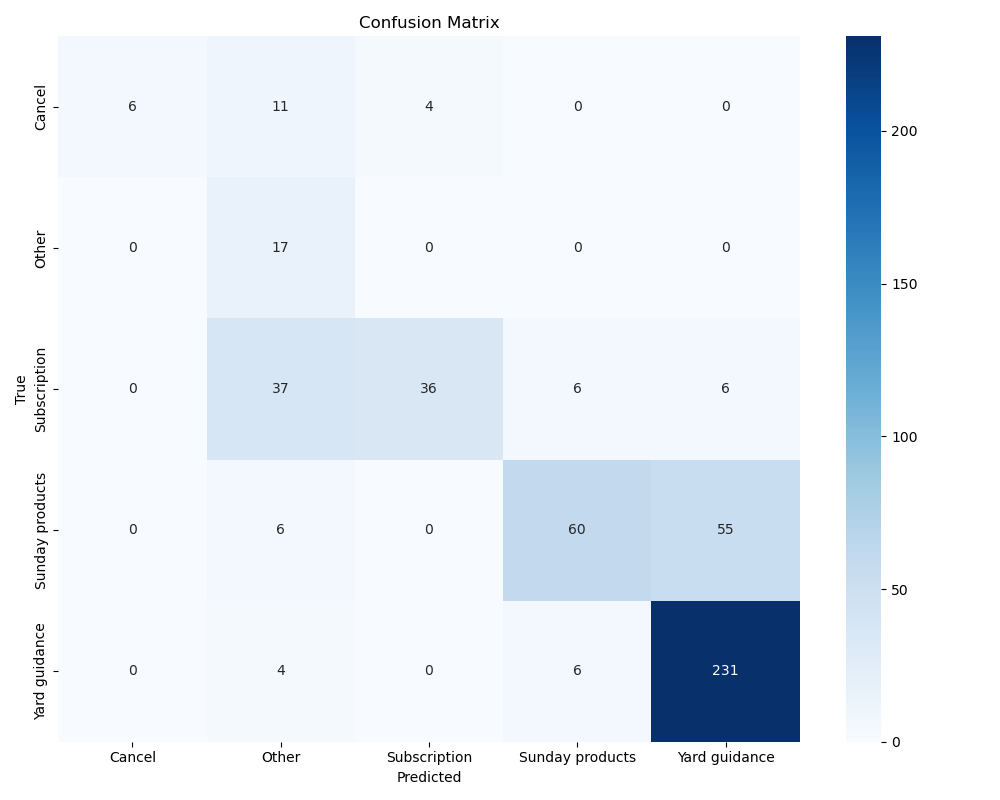 Confusion Matrix
Cancel
6 11 4 0 0
Other
0 17 0 0 0
True
Subscription
0 37 36 6 6
Sunday products
0 6 0 60 55
Yard guidance
0 4 0 6 231
Cancel Other Subscription Sunday products Yard guidance
Predicted
200
150
100
50
0